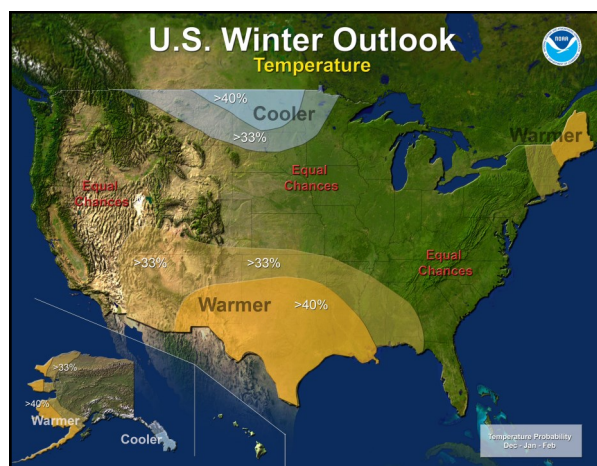 U.S. Winter Outlook
Temperature
NOAA
>40%
Cooler
>33%
Warmer
Equal
Chances
Equal
Chances
Equal
Chances
>33%
>33%
Warmer
>40%
>33%
>40%
Warmer
Cooler
Temperature Probability
Dec - Jan - Feb